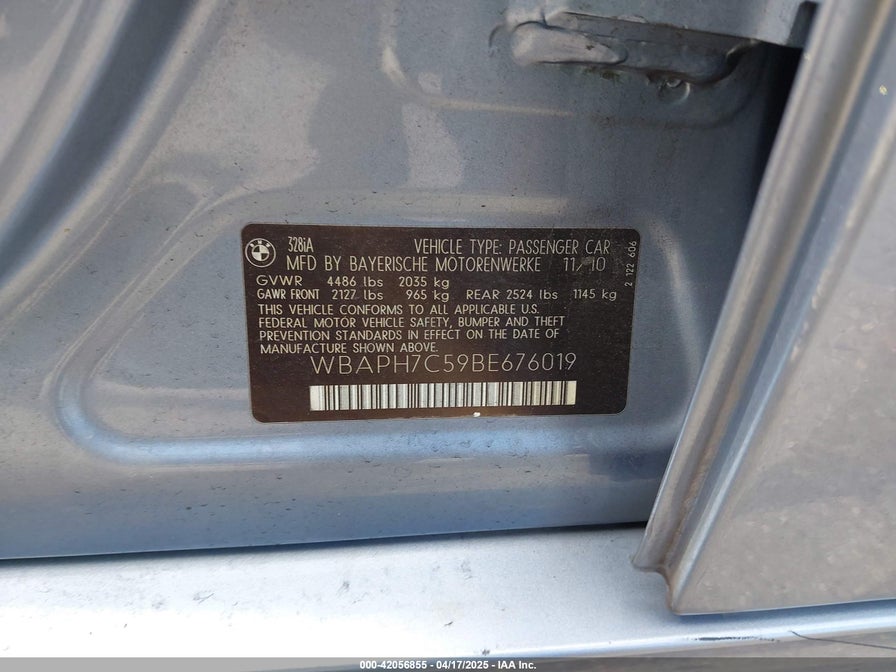 328iA VEHICLE TYPE: PASSENGER CAR
MFD BY BAYERISCHE MOTORENWERKE 11/10
GVWR 4486 lbs 2035 kg
GAWR FRONT 2127 lbs 965 kg REAR 2524 lbs 1145 kg
THIS VEHICLE CONFORMS TO ALL APPLICABLE U.S.
FEDERAL MOTOR VEHICLE SAFETY, BUMPER AND THEFT
PREVENTION STANDARDS IN EFFECT ON THE DATE OF
MANUFACTURE SHOWN ABOVE.
WBAPH7C59BE676019
2 122 606
BMW
000-42056855 - 04/17/2025 - IAA Inc.